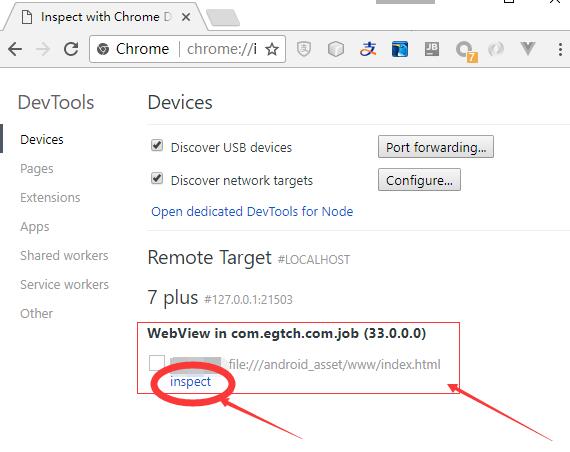 Inspect with Chrome D
Chrome
chrome://i
JB
7
DevTools
Devices
Devices
Pages
Extensions
Apps
Shared workers
Service workers
Other
Discover USB devices
Port forwarding...
Discover network targets
Configure...
Open dedicated DevTools for Node
Remote Target #LOCALHOST
7 plus #127.0.0.1:21503
WebView in com.egtch.com.job (33.0.0.0)
file:///android_asset/www/index.html
inspect